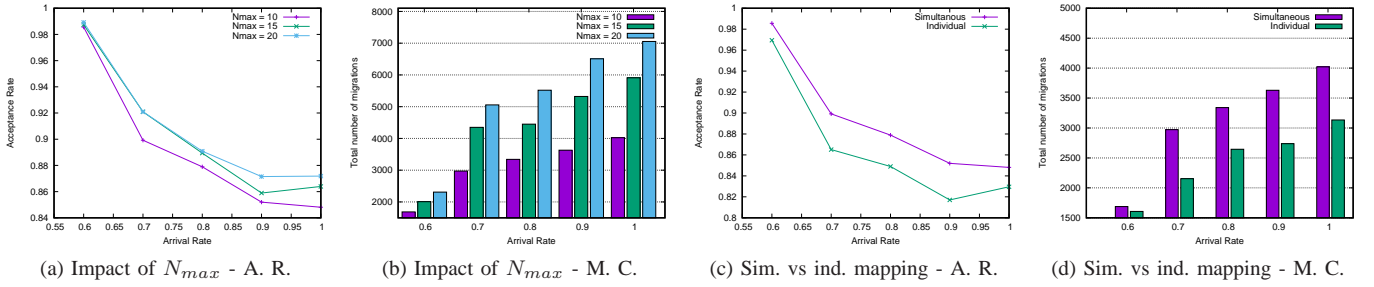 Nmax = 10
Nmax = 15
Nmax = 20
1
0.98
0.96
0.94
0.92
0.9
0.88
0.86
0.84
0.55 0.6 0.65 0.7 0.75 0.8 0.85 0.9 0.95 1
Acceptance Rate
Arrival Rate
(a) Impact of Nmax - A. R.
Nmax = 10
Nmax = 15
Nmax = 20
8000
7000
6000
5000
4000
3000
2000
0.6 0.7 0.8 0.9 1
Total number of migrations
Arrival Rate
(b) Impact of Nmax - M. C.
Simultanous
Individual
1
0.98
0.96
0.94
0.92
0.9
0.88
0.86
0.84
0.82
0.8
0.55 0.6 0.65 0.7 0.75 0.8 0.85 0.9 0.95 1
Acceptance Rate
Arrival Rate
(c) Sim. vs ind. mapping - A. R.
Simultanous
Individual
5000
4500
4000
3500
3000
2500
2000
1500
0.6 0.7 0.8 0.9 1
Total number of migrations
Arrival Rate
(d) Sim. vs ind. mapping - M. C.